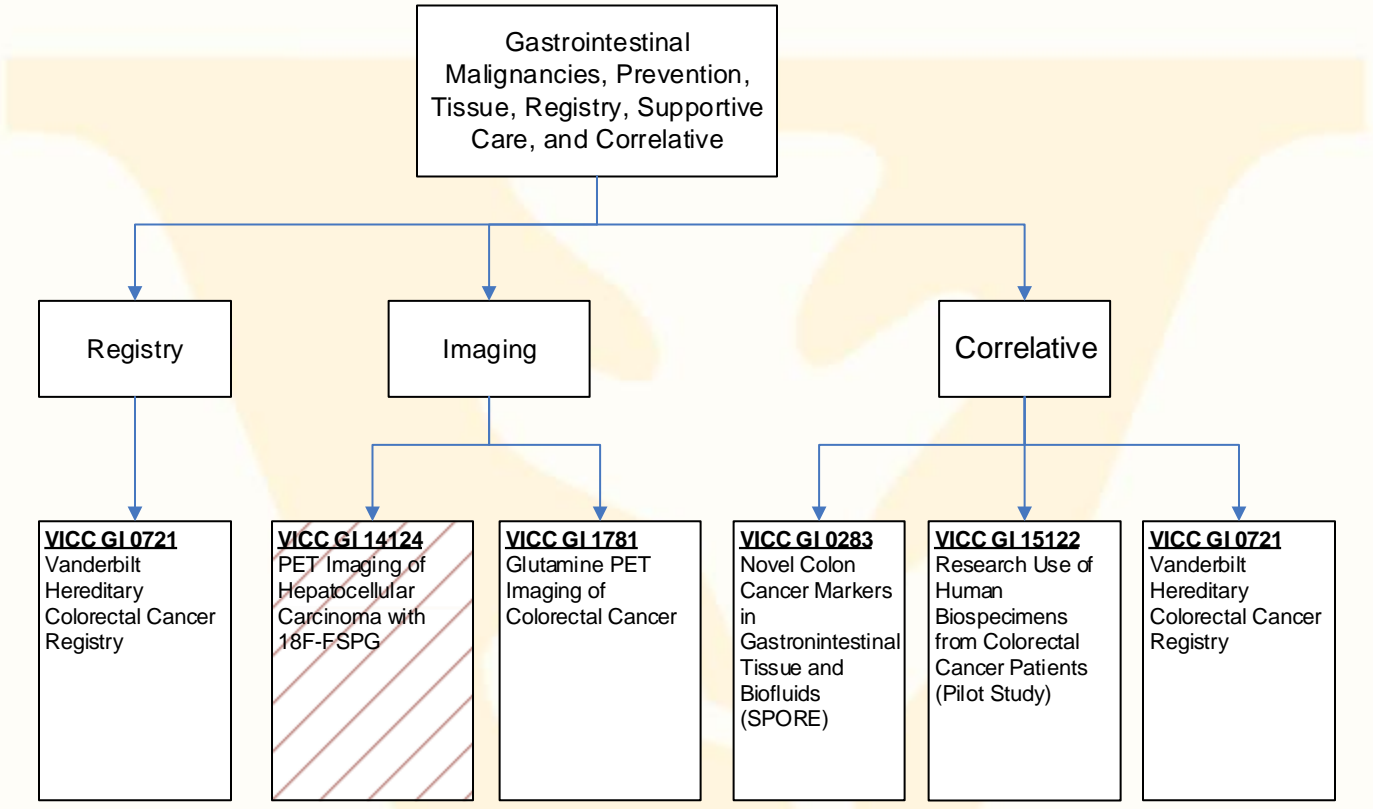 Gastrointestinal
Malignancies, Prevention,
Tissue, Registry, Supportive
Care, and Correlative
Registry
Imaging
Correlative
VICC GI 0721
Vanderbilt
Hereditary
Colorectal Cancer
Registry
VICC GI 14124
PET Imaging of
Hepatocellular
Carcinoma with
18F-FSPG
VICC GI 1781
Glutamine PET
Imaging of
Colorectal Cancer
VICC GI 0283
Novel Colon
Cancer Markers
in
Gastronintestinal
Tissue and
Biofluids
(SPORE)
VICC GI 15122
Research Use of
Human
Biospecimens
from Colorectal
Cancer Patients
(Pilot Study)
VICC GI 0721
Vanderbilt
Hereditary
Colorectal Cancer
Registry